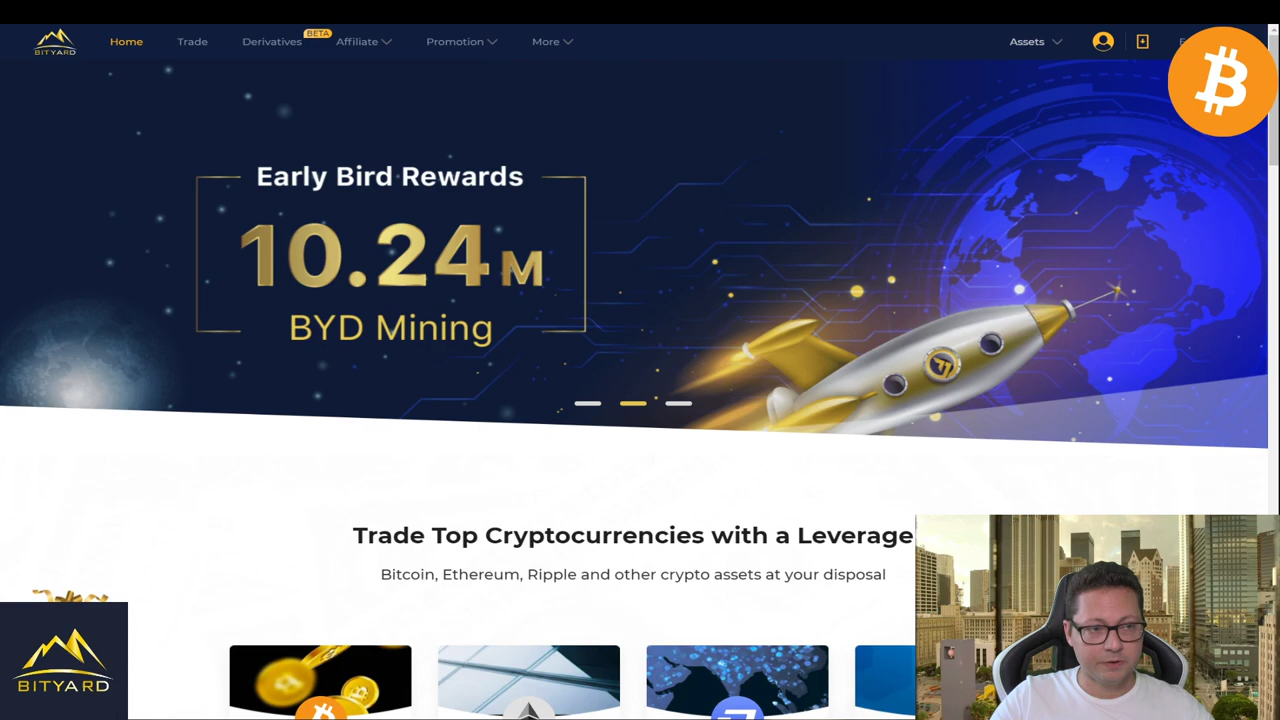 BITYARD
Home
Trade
Derivatives
BETA
Affiliate
Promotion
More
Assets
Early Bird Rewards
10.24M
BYD Mining
Trade Top Cryptocurrencies with a Leverage
Bitcoin, Ethereum, Ripple and other crypto assets at your disposal
BITYARD